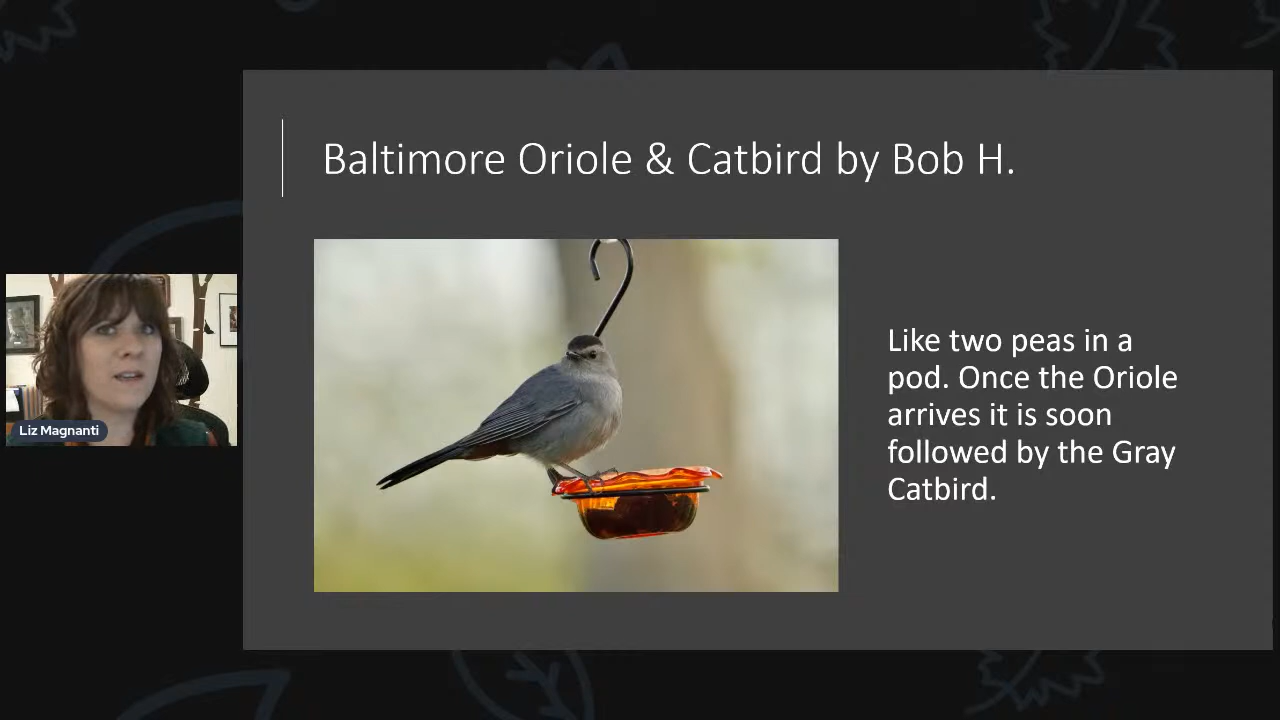 Baltimore Oriole & Catbird by Bob H.
Like two peas in a
pod. Once the Oriole
arrives it is soon
followed by the Gray
Catbird.
Liz Magnanti